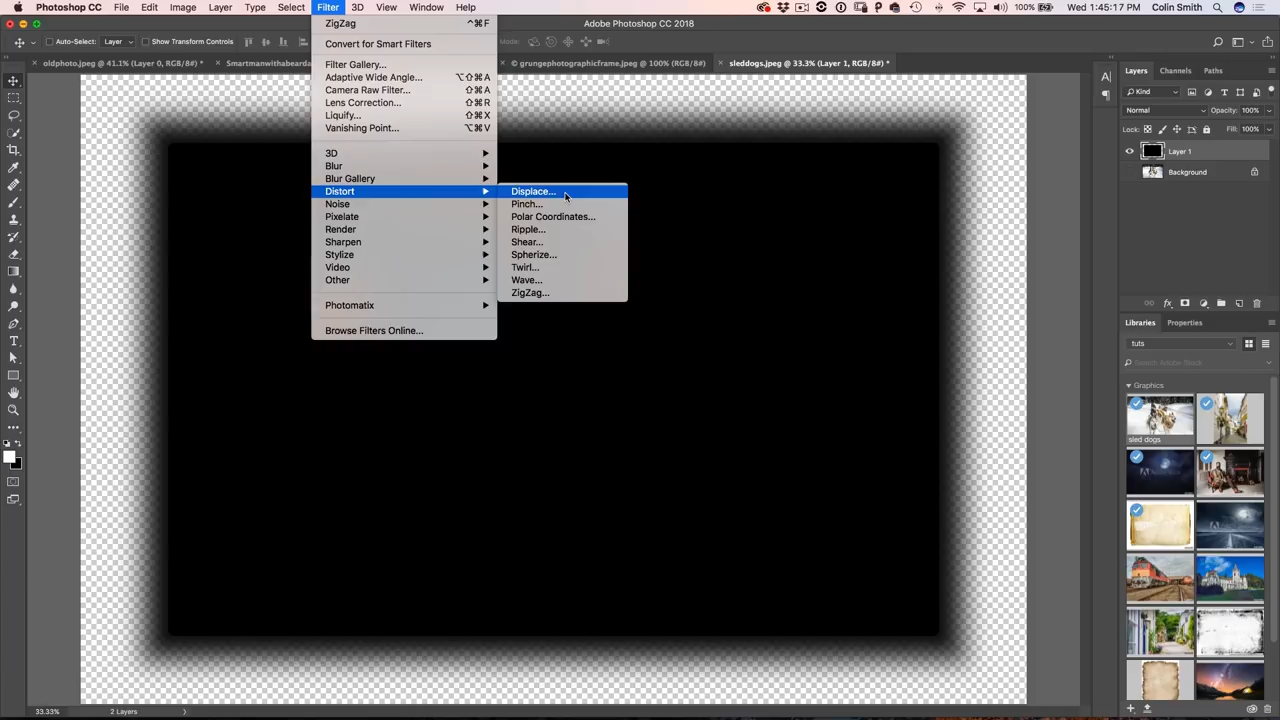 Photoshop CC File Edit Image Layer Type Select Filter 3D View Window Help 100% Wed 1:45:17 PM Colin Smith
Adobe Photoshop CC 2018
Auto-Select: Layer Show Transform Controls Mode:
oldphoto.jpeg @ 41.1% (Layer 0, RGB/8#) * Smartmanwithbearda © grungephotographicframe.jpeg @ 100% (RGB/8#) sleddogs.jpeg @ 33.3% (Layer 1, RGB/8#) *
ZigZag ^⌘F
Convert for Smart Filters
Filter Gallery...
Adaptive Wide Angle... ⌥⇧⌘A
Camera Raw Filter... ⇧⌘A
Lens Correction... ⇧⌘R
Liquify... ⇧⌘X
Vanishing Point... ⌥⌘V
3D
Blur
Blur Gallery
Distort
Noise
Pixelate
Render
Sharpen
Stylize
Video
Other
Photomatix
Browse Filters Online...
Displace...
Pinch...
Polar Coordinates...
Ripple...
Shear...
Spherize...
Twirl...
Wave...
ZigZag...
Layers Channels Paths
Kind
Normal Opacity: 100%
Lock: Fill: 100%
Layer 1
Background
Libraries Properties
tuts
Search Adobe Stock
Graphics
sled dogs
33.33% 2 Layers